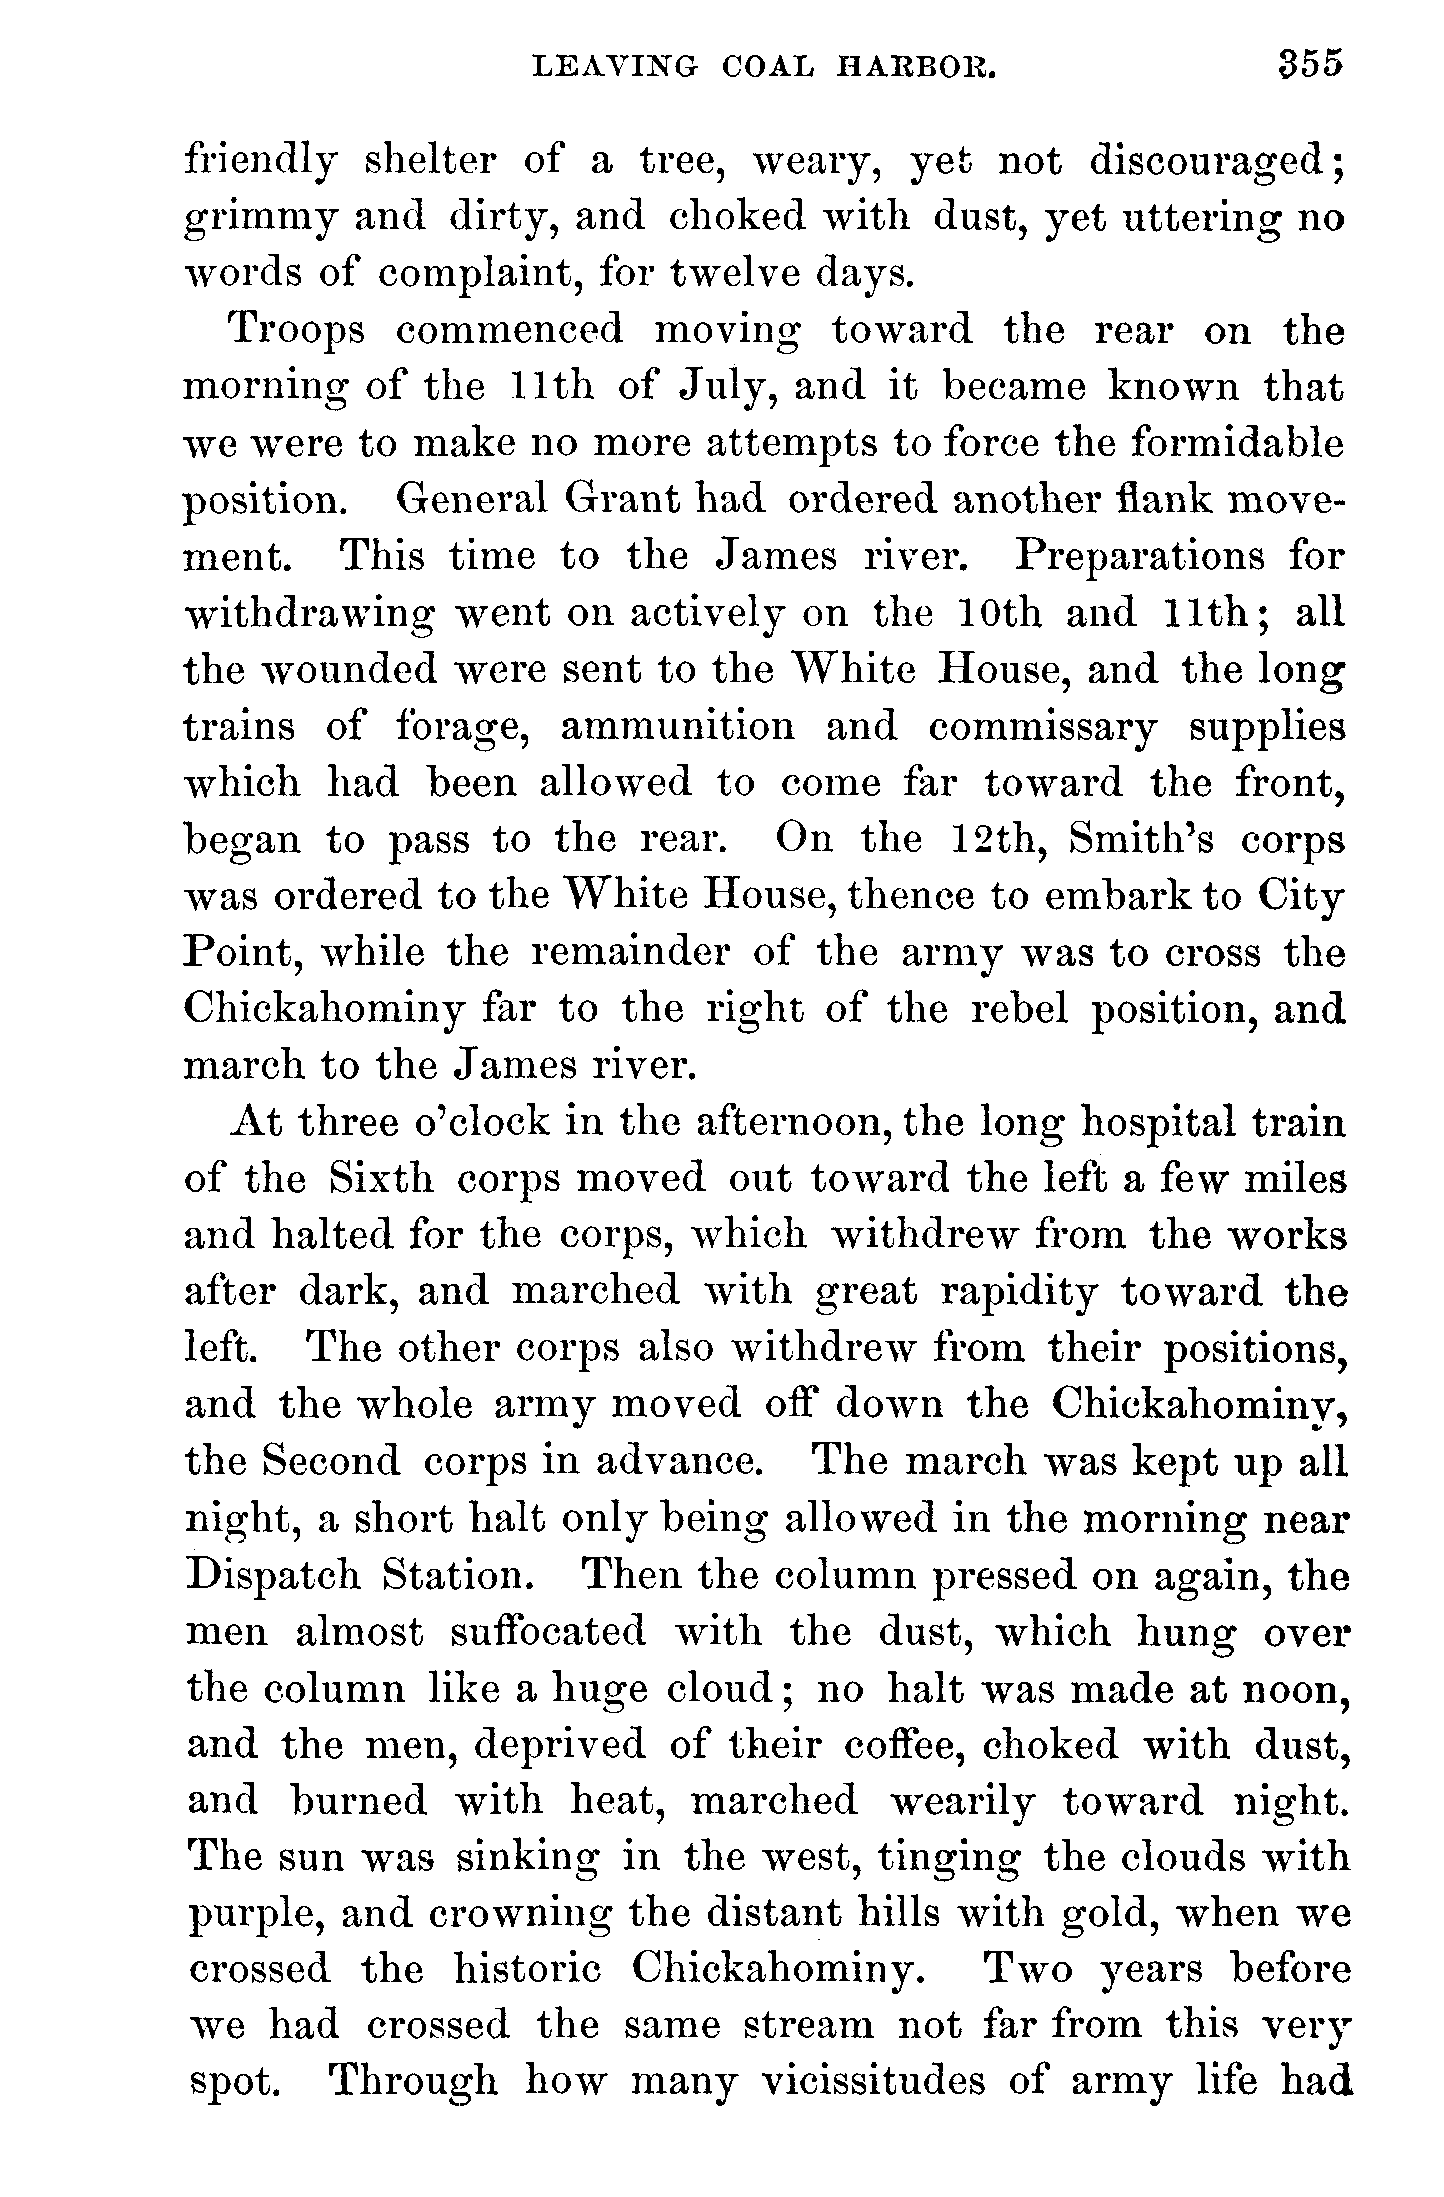 LEAVING COAL HARBOR. 355
friendly shelter of a tree, weary, yet not discouraged;
grimmy and dirty, and choked with dust, yet uttering no
words of complaint, for twelve days.
Troops commenced moving toward the rear on the
morning of the 11th of July, and it became known that
we were to make no more attempts to force the formidable
position. General Grant had ordered another flank move-
ment. This time to the James river. Preparations for
withdrawing went on actively on the 10th and 11th; all
the wounded were sent to the White House, and the long
trains of forage, ammunition and commissary supplies
which had been allowed to come far toward the front,
began to pass to the rear. On the 12th, Smith's corps
was ordered to the White House, thence to embark to City
Point, while the remainder of the army was to cross the
Chickahominy far to the right of the rebel position, and
march to the James river.
At three o'clock in the afternoon, the long hospital train
of the Sixth corps moved out toward the left a few miles
and halted for the corps, which withdrew from the works
after dark, and marched with great rapidity toward the
left. The other corps also withdrew from their positions,
and the whole army moved off down the Chickahominy,
the Second corps in advance. The march was kept up all
night, a short halt only being allowed in the morning near
Dispatch Station. Then the column pressed on again, the
men almost suffocated with the dust, which hung over
the column like a huge cloud; no halt was made at noon,
and the men, deprived of their coffee, choked with dust,
and burned with heat, marched wearily toward night.
The sun was sinking in the west, tinging the clouds with
purple, and crowning the distant hills with gold, when we
crossed the historic Chickahominy. Two years before
we had crossed the same stream not far from this very
spot. Through how many vicissitudes of army life had